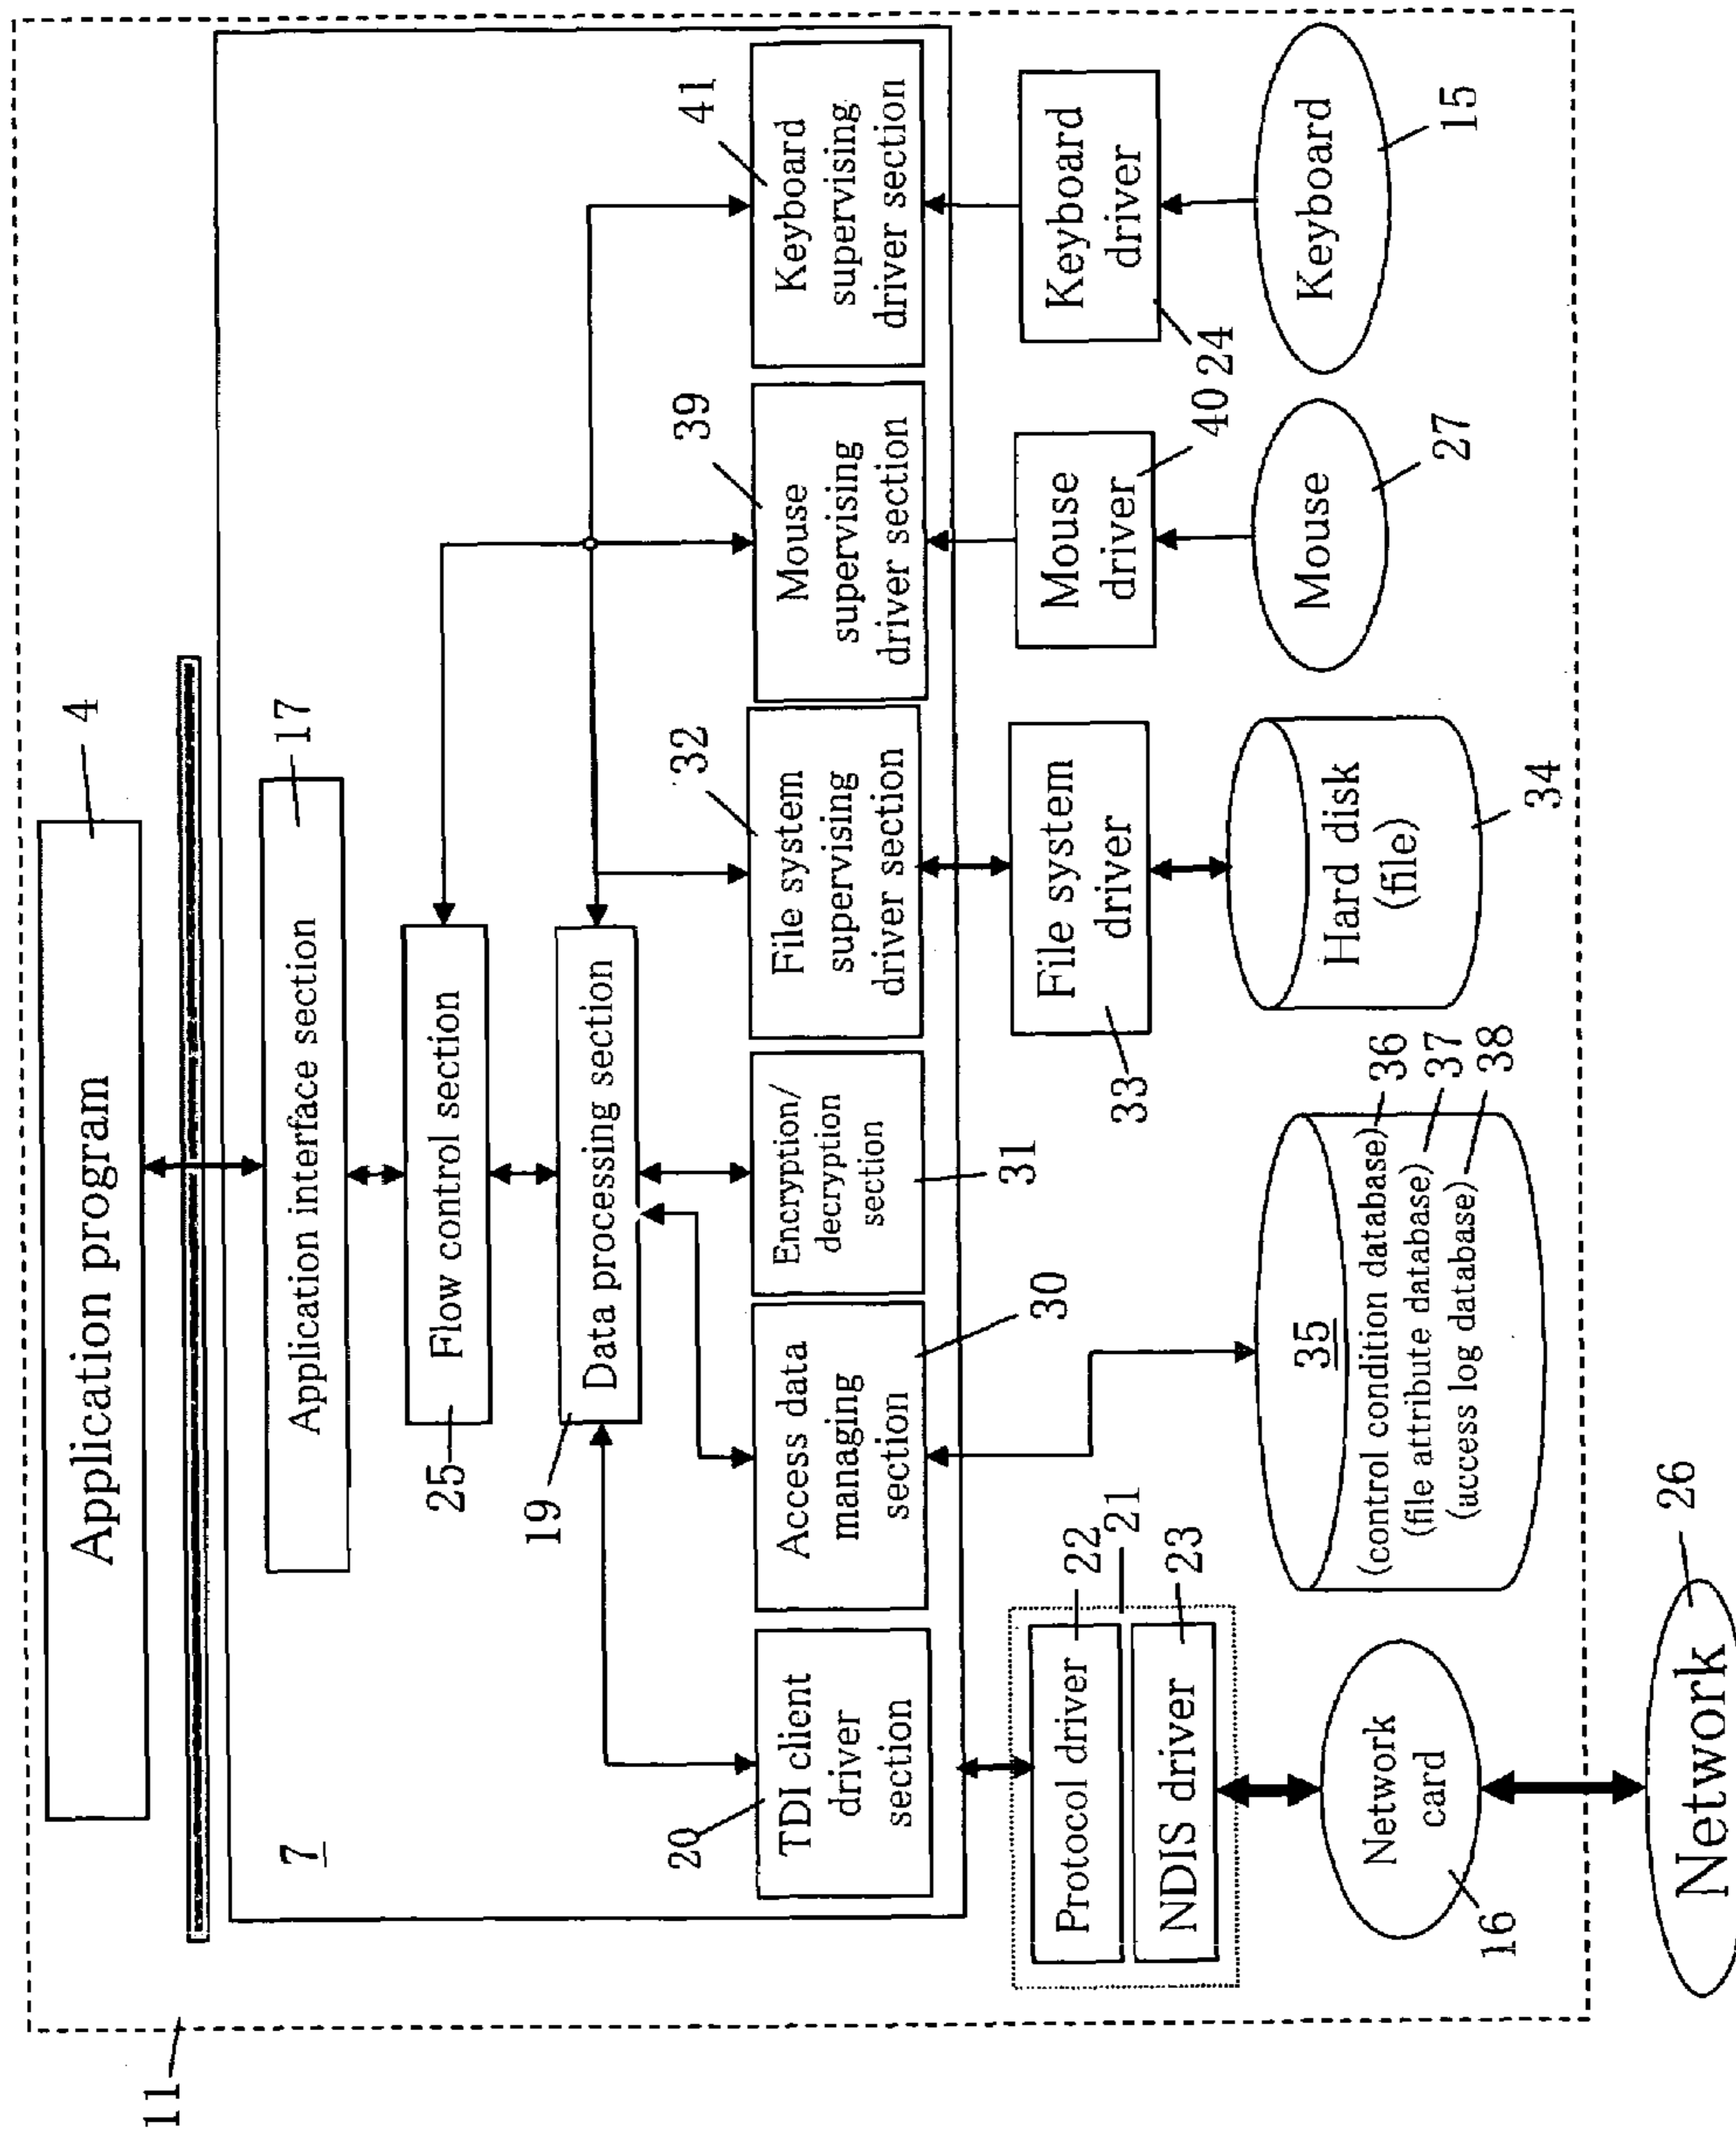 11
Application program
4
7
Application interface section
17
25
Flow control section
19
Data processing section
20
TDI client
driver
section
Access data
managing
section
30
Encryption/
decryption
section
31
32
File system
supervising
driver section
39
Mouse
supervising
driver section
41
Keyboard
supervising
driver section
Protocol driver
22
21
NDIS driver
23
33
File system
driver
Mouse
driver
40
Keyboard
driver
24
16
Network
card
35
(control condition database)
36
(file attribute database)
37
(access log database)
38
Hard disk
(file)
34
Mouse
27
Keyboard
15
Network
26